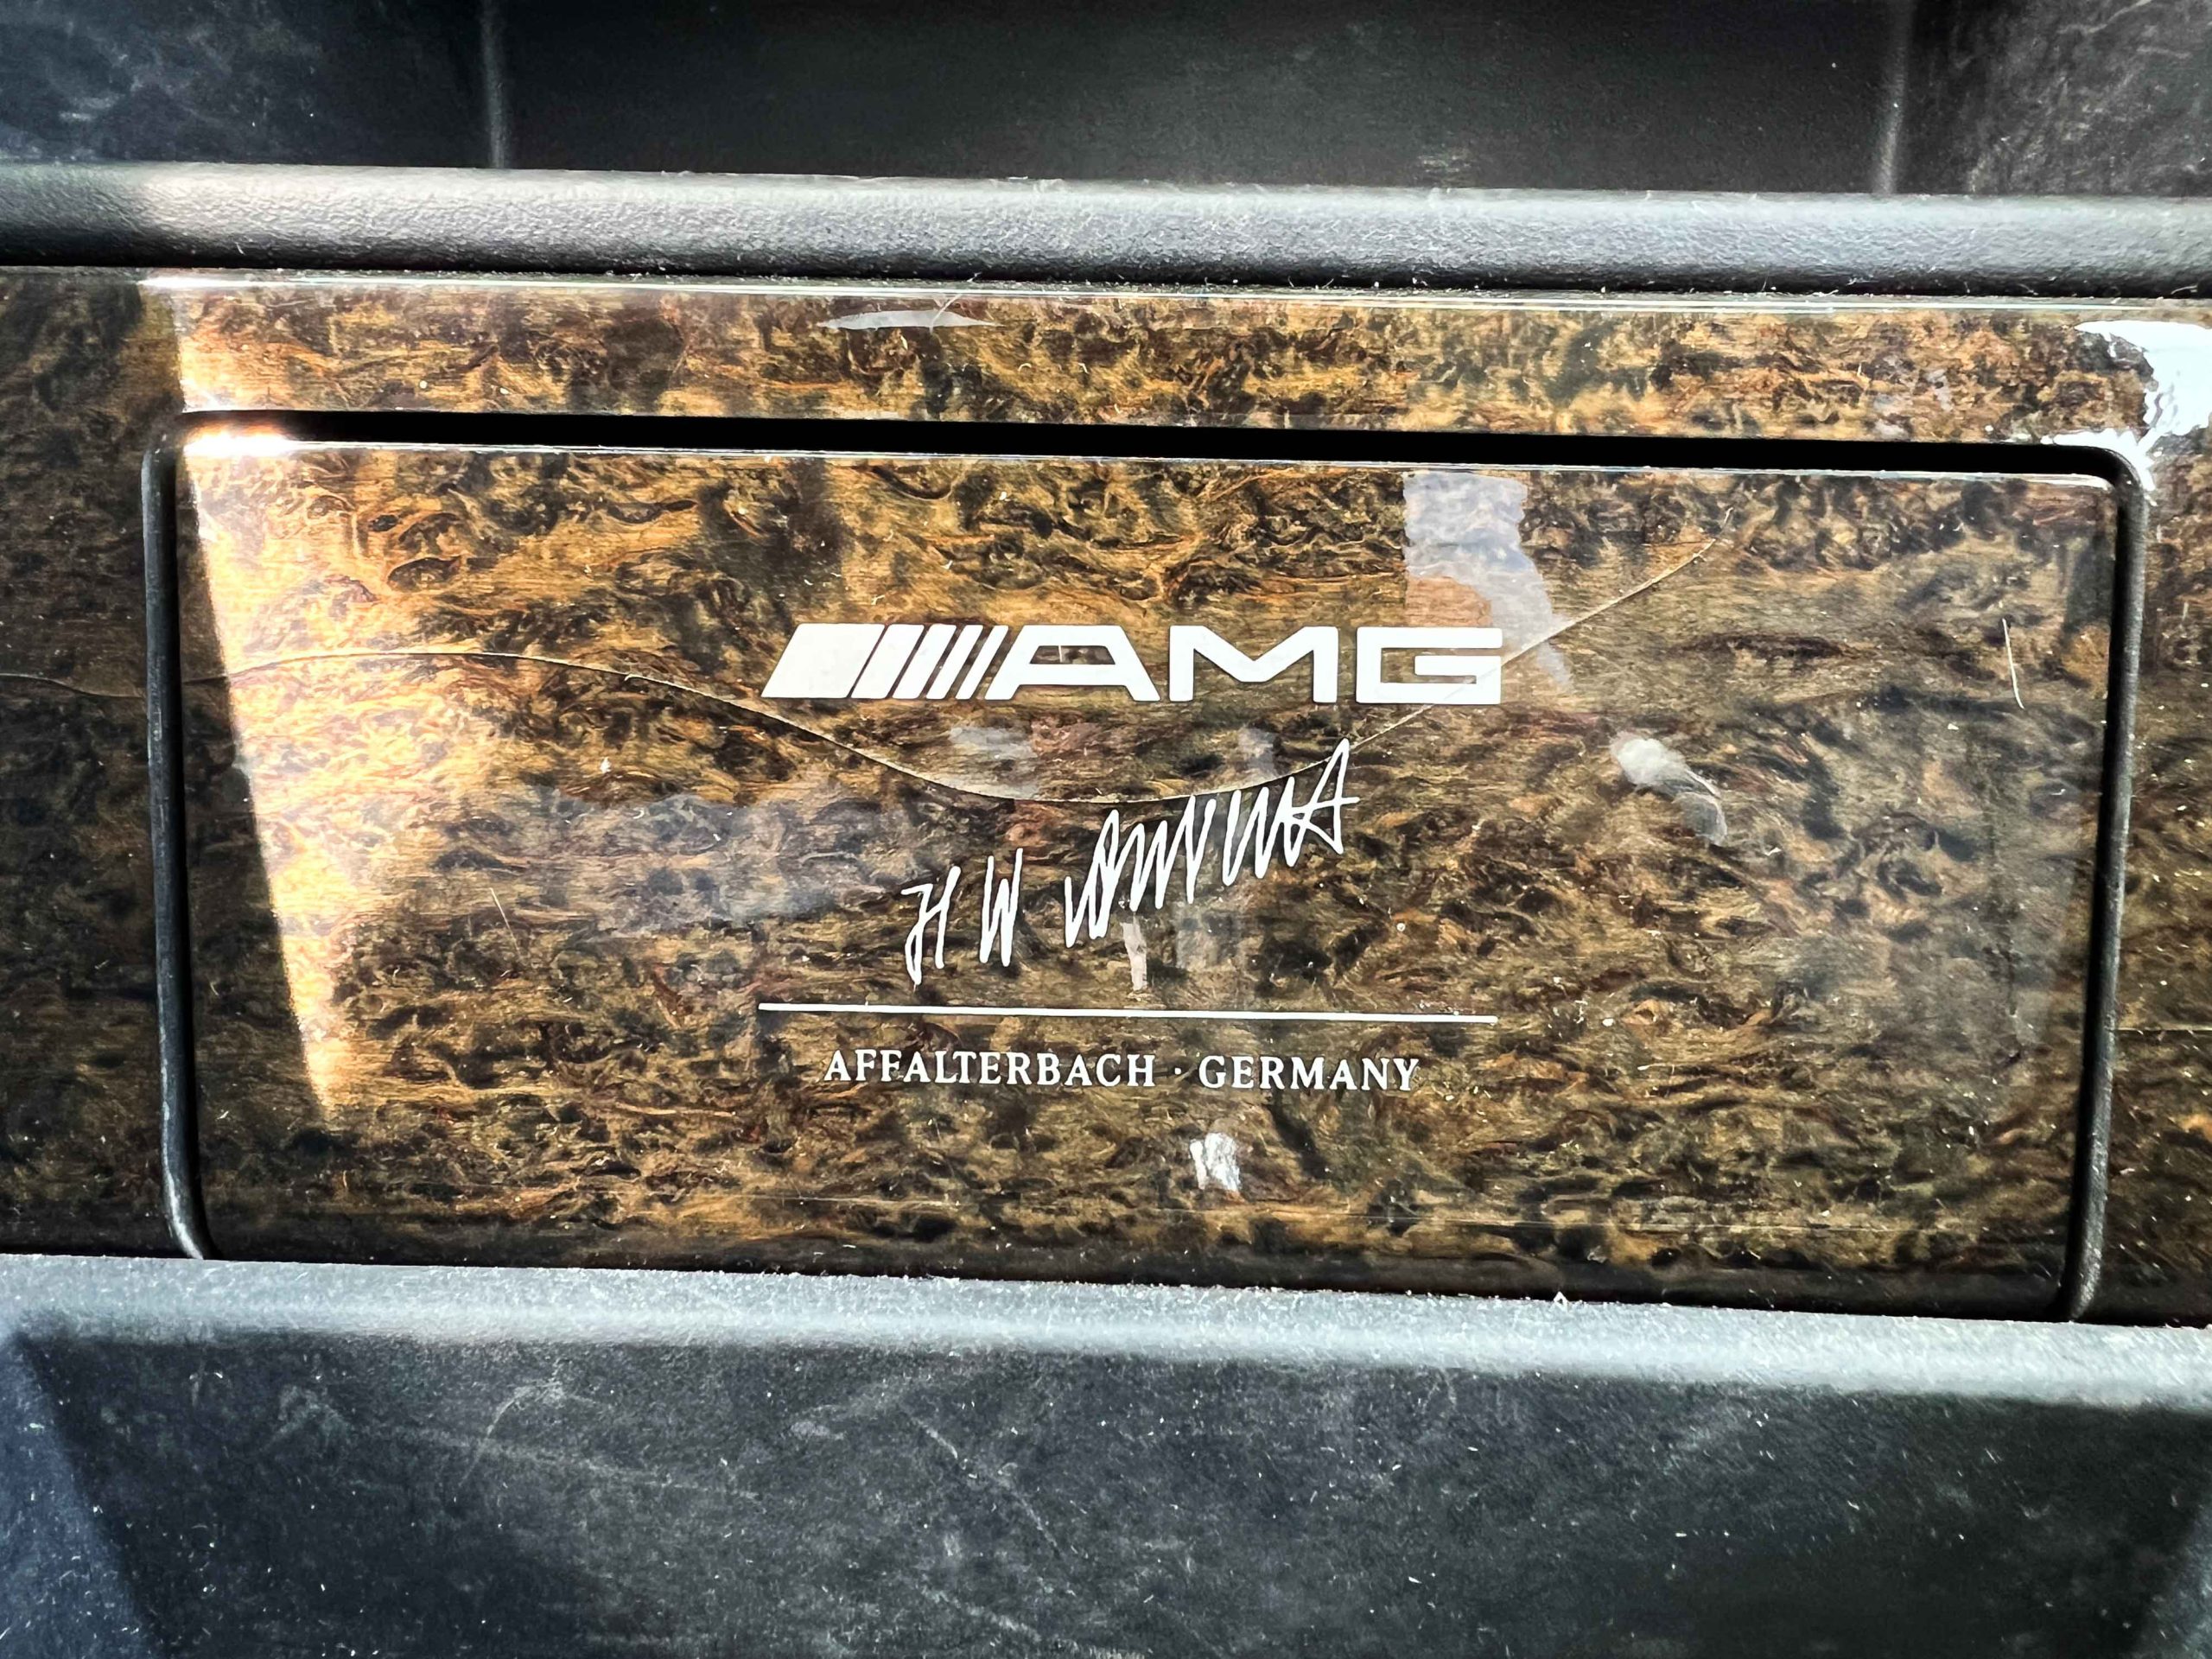 AMG
H W
AFFALTERBACH · GERMANY